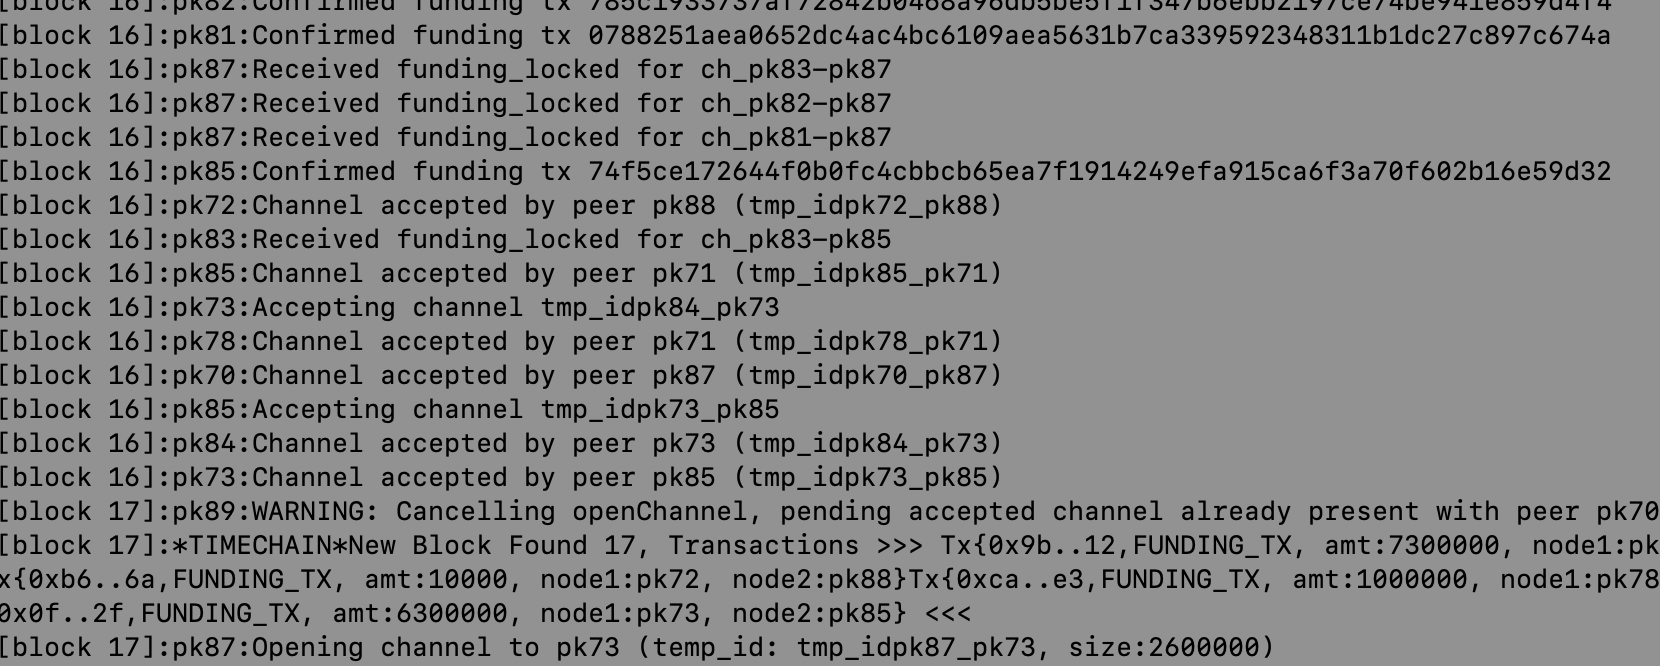 [block 16]:pk82:Confirmed funding tx
[block 16]:pk81:Confirmed funding tx 0788251aea0652dc4ac4bc6109aea5631b7ca339592348311b1dc27c897c674a
[block 16]:pk87:Received funding_locked for ch_pk83-pk87
[block 16]:pk87:Received funding_locked for ch_pk82-pk87
[block 16]:pk87:Received funding_locked for ch_pk81-pk87
[block 16]:pk85:Confirmed funding tx 74f5ce172644f0b0fc4cbbcb65ea7f1914249efa915ca6f3a70f602b16e59d32
[block 16]:pk72:Channel accepted by peer pk88 (tmp_idpk72_pk88)
[block 16]:pk83:Received funding_locked for ch_pk83-pk85
[block 16]:pk85:Channel accepted by peer pk71 (tmp_idpk85_pk71)
[block 16]:pk73:Accepting channel tmp_idpk84_pk73
[block 16]:pk78:Channel accepted by peer pk71 (tmp_idpk78_pk71)
[block 16]:pk70:Channel accepted by peer pk87 (tmp_idpk70_pk87)
[block 16]:pk85:Accepting channel tmp_idpk73_pk85
[block 16]:pk84:Channel accepted by peer pk73 (tmp_idpk84_pk73)
[block 16]:pk73:Channel accepted by peer pk85 (tmp_idpk73_pk85)
[block 17]:pk89:WARNING: Cancelling openChannel, pending accepted channel already present with peer pk70
[block 17]:*TIMECHAIN*New Block Found 17, Transactions >>> Tx{0x9b..12,FUNDING_TX, amt:7300000, node1:pk
x{0xb6..6a,FUNDING_TX, amt:10000, node1:pk72, node2:pk88}Tx{0xca..e3,FUNDING_TX, amt:1000000, node1:pk78
0x0f..2f,FUNDING_TX, amt:6300000, node1:pk73, node2:pk85} <<<
[block 17]:pk87:Opening channel to pk73 (temp_id: tmp_idpk87_pk73, size:2600000)